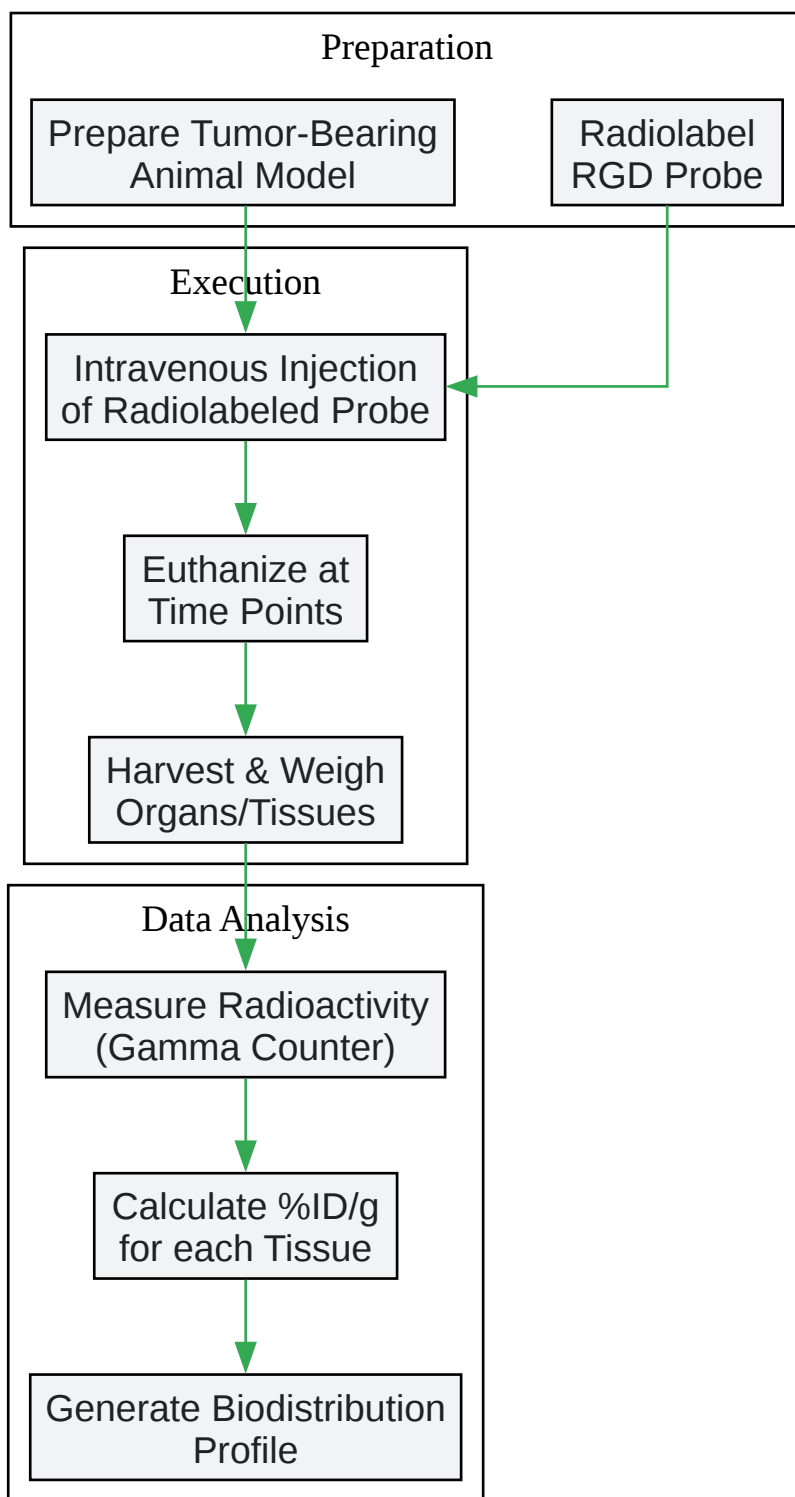 Preparation
Prepare Tumor-Bearing
Animal Model
Radiolabel
RGD Probe
Execution
Intravenous Injection
of Radiolabeled Probe
Euthanize at
Time Points
Harvest & Weigh
Organs/Tissues
Data Analysis
Measure Radioactivity
(Gamma Counter)
Calculate %ID/g
for each Tissue
Generate Biodistribution
Profile